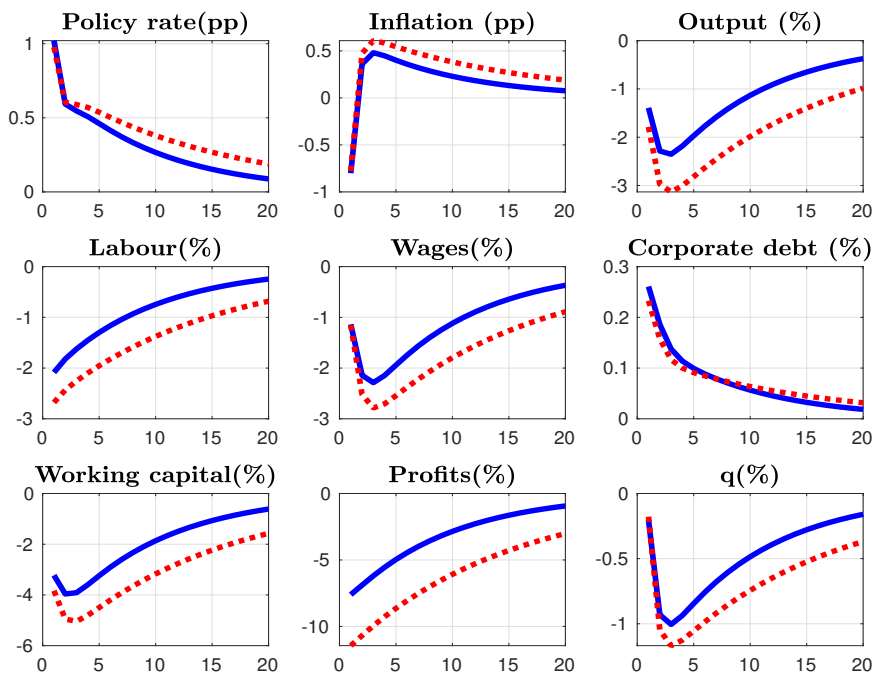 Policy rate(pp)
1
0.5
0
0 5 10 15 20
Inflation (pp)
0.5
0
-0.5
-1
0 5 10 15 20
Output (%)
0
-1
-2
-3
0 5 10 15 20
Labour(%)
0
-1
-2
-3
0 5 10 15 20
Wages(%)
0
-1
-2
-3
0 5 10 15 20
Corporate debt (%)
0.3
0.2
0.1
0
0 5 10 15 20
Working capital(%)
0
-2
-4
-6
0 5 10 15 20
Profits(%)
0
-5
-10
0 5 10 15 20
q(%)
0
-0.5
-1
0 5 10 15 20